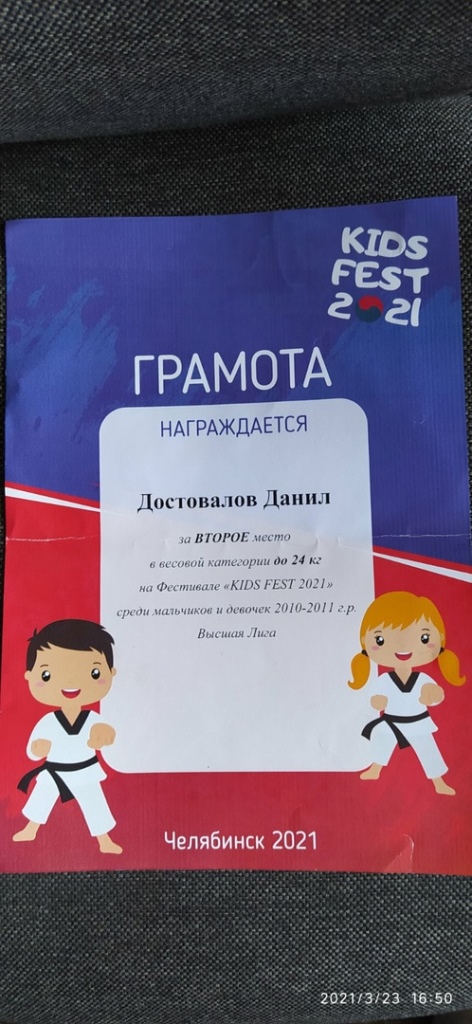 KIDS
FEST
2021
ГРАМОТА
НАГРАЖДАЕТСЯ
Достовалов Данил
за ВТОРОЕ место
в весовой категории до 24 кг
на Фестивале «KIDS FEST 2021»
среди мальчиков и девочек 2010-2011 г.р.
Высшая Лига
Челябинск 2021
2021/3/23 16:50